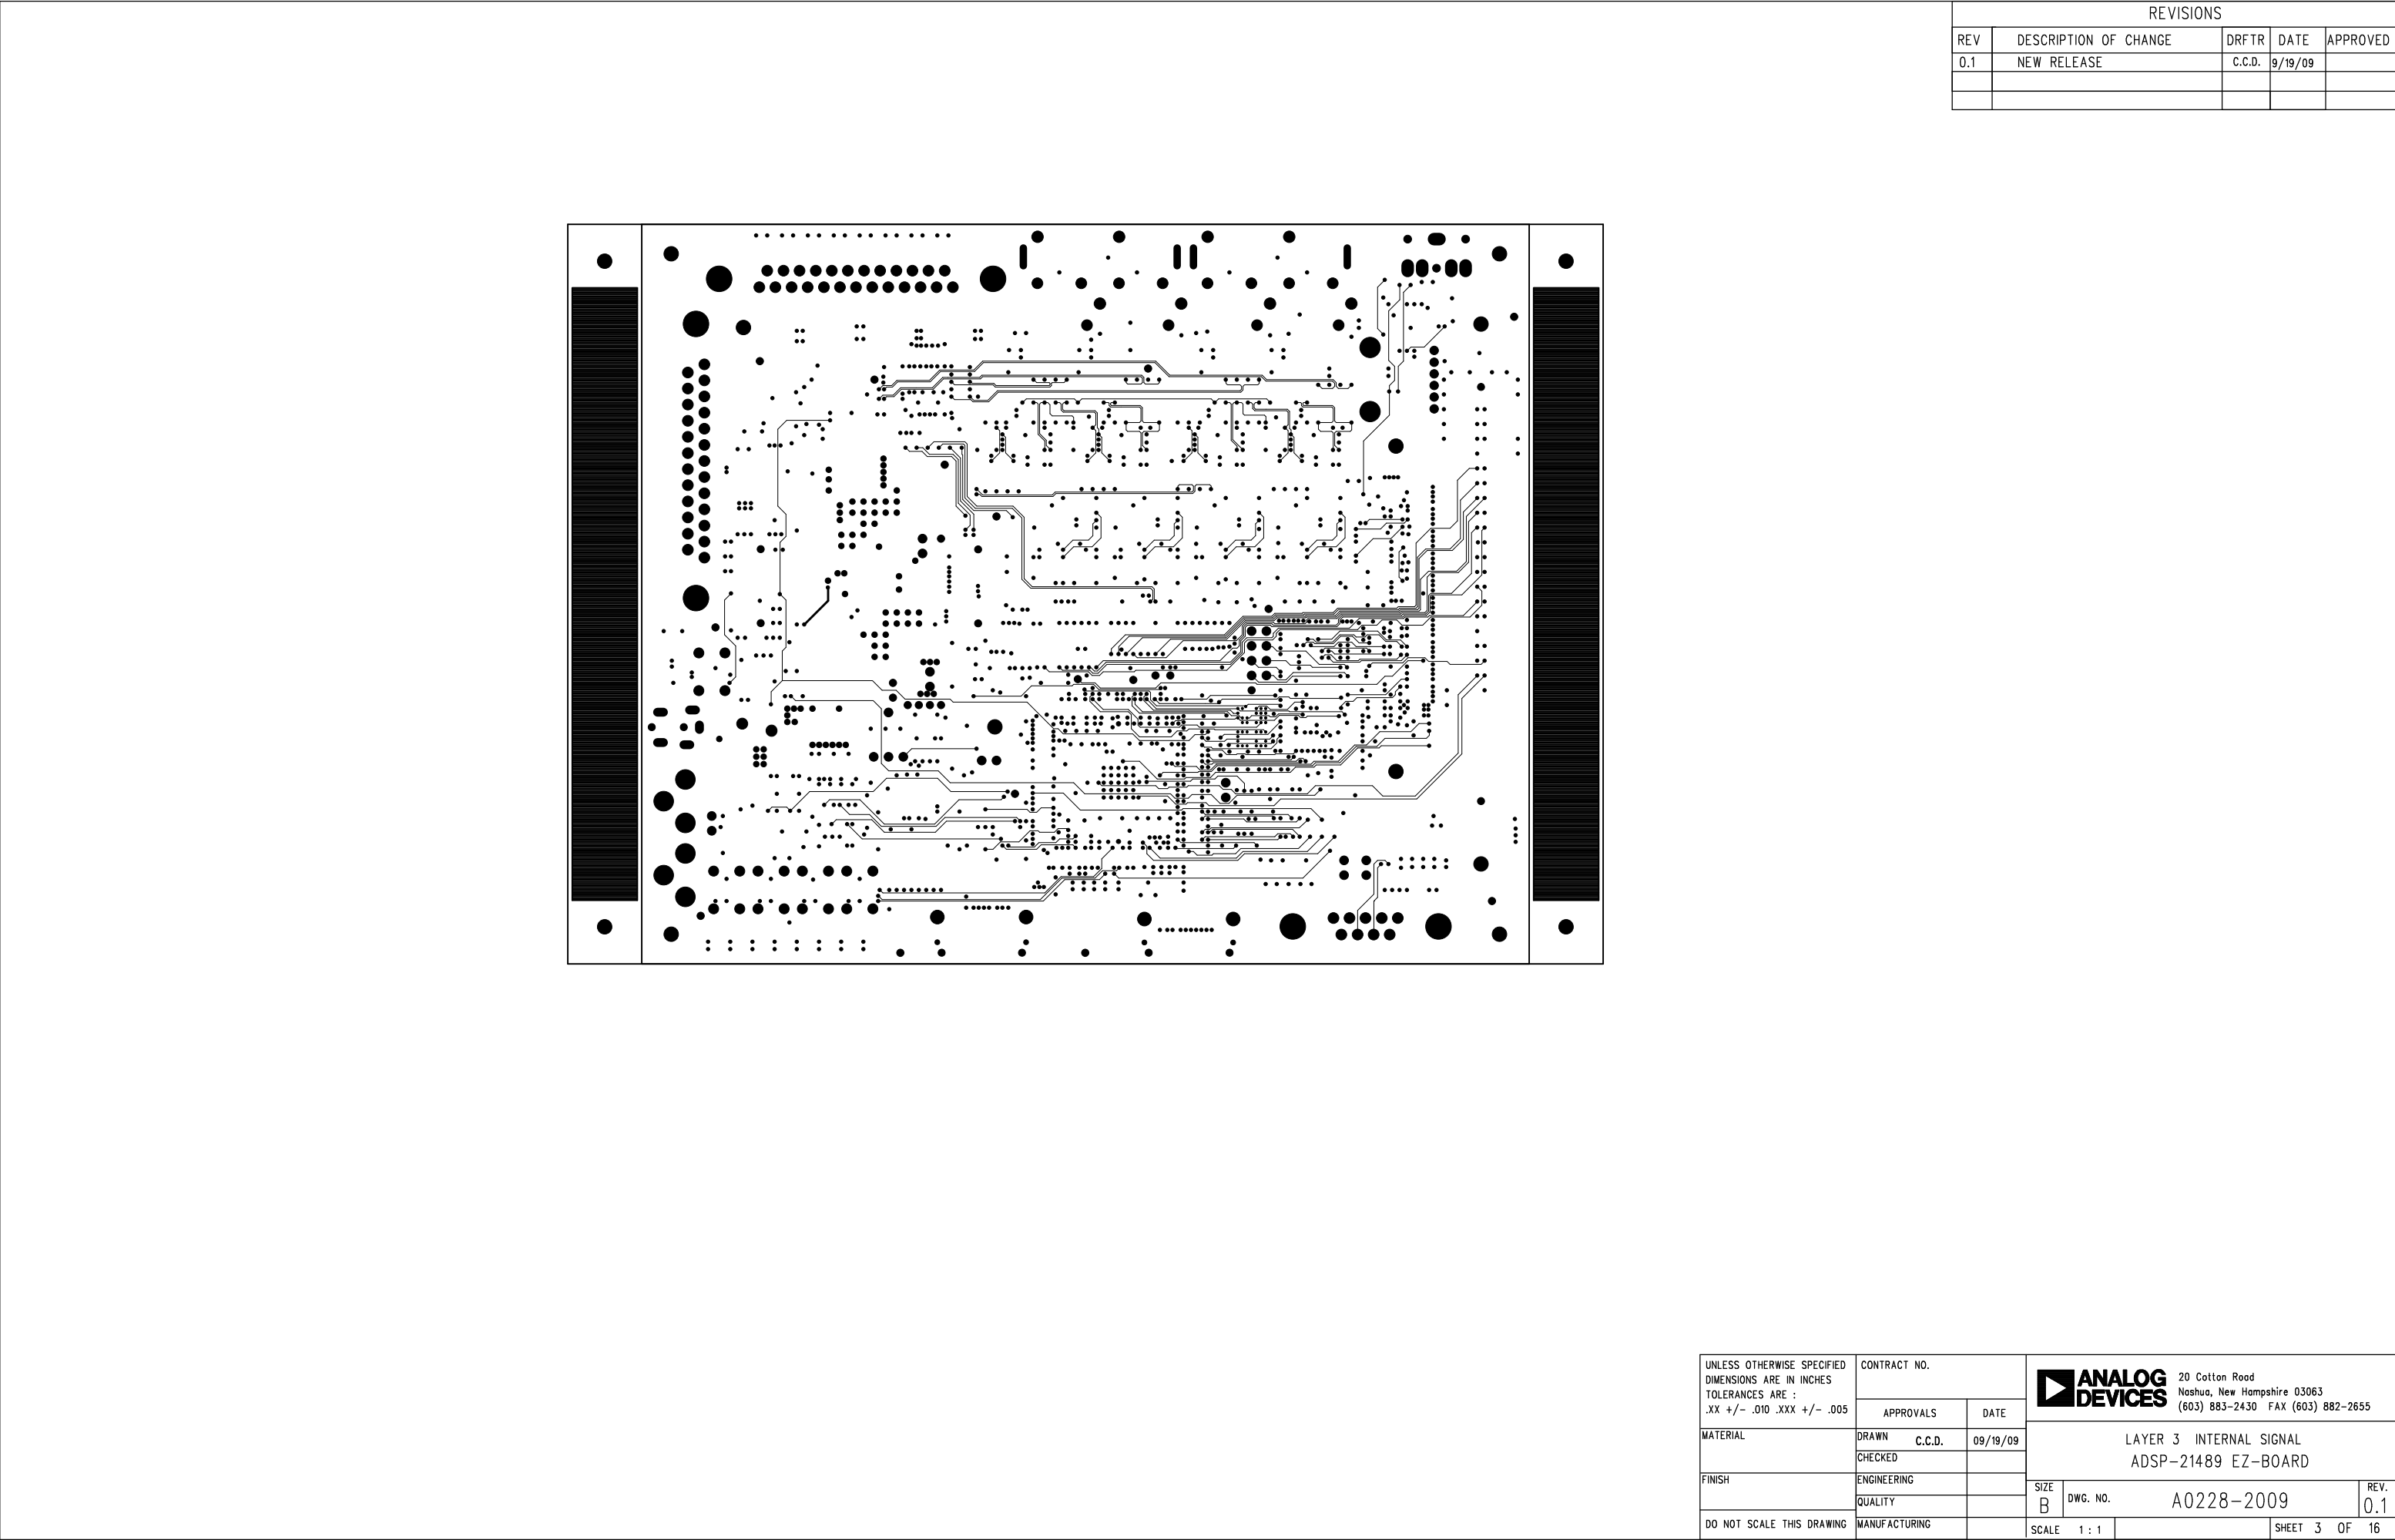 REVISIONS
REV DESCRIPTION OF CHANGE DRFTR DATE APPROVED
0.1 NEW RELEASE C.C.D. 9/19/09
UNLESS OTHERWISE SPECIFIED
DIMENSIONS ARE IN INCHES
TOLERANCES ARE :
.XX +/- .010 .XXX +/- .005
MATERIAL
FINISH
DO NOT SCALE THIS DRAWING
CONTRACT NO.
APPROVALS DATE
DRAWN C.C.D. 09/19/09
CHECKED
ENGINEERING
QUALITY
MANUFACTURING
ANALOG
DEVICES
20 Cotton Road
Nashua, New Hampshire 03063
(603) 883-2430 FAX (603) 882-2655
LAYER 3 INTERNAL SIGNAL
ADSP-21489 EZ-BOARD
SIZE
B
DWG. NO.
A0228-2009
REV.
0.1
SCALE 1 : 1
SHEET 3 OF 16